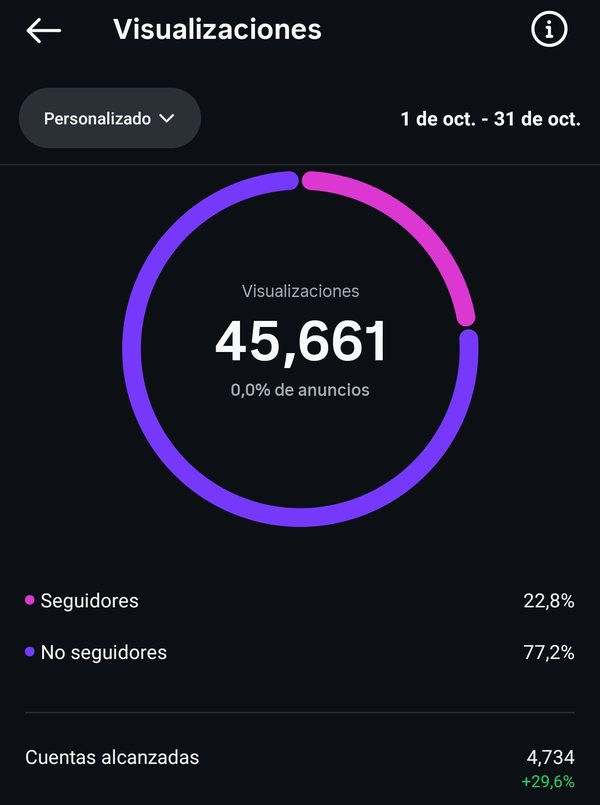 Visualizaciones
Personalizado
1 de oct. - 31 de oct.
Visualizaciones
45,661
0,0% de anuncios
Seguidores 22,8%
No seguidores 77,2%
Cuentas alcanzadas 4,734
+29,6%